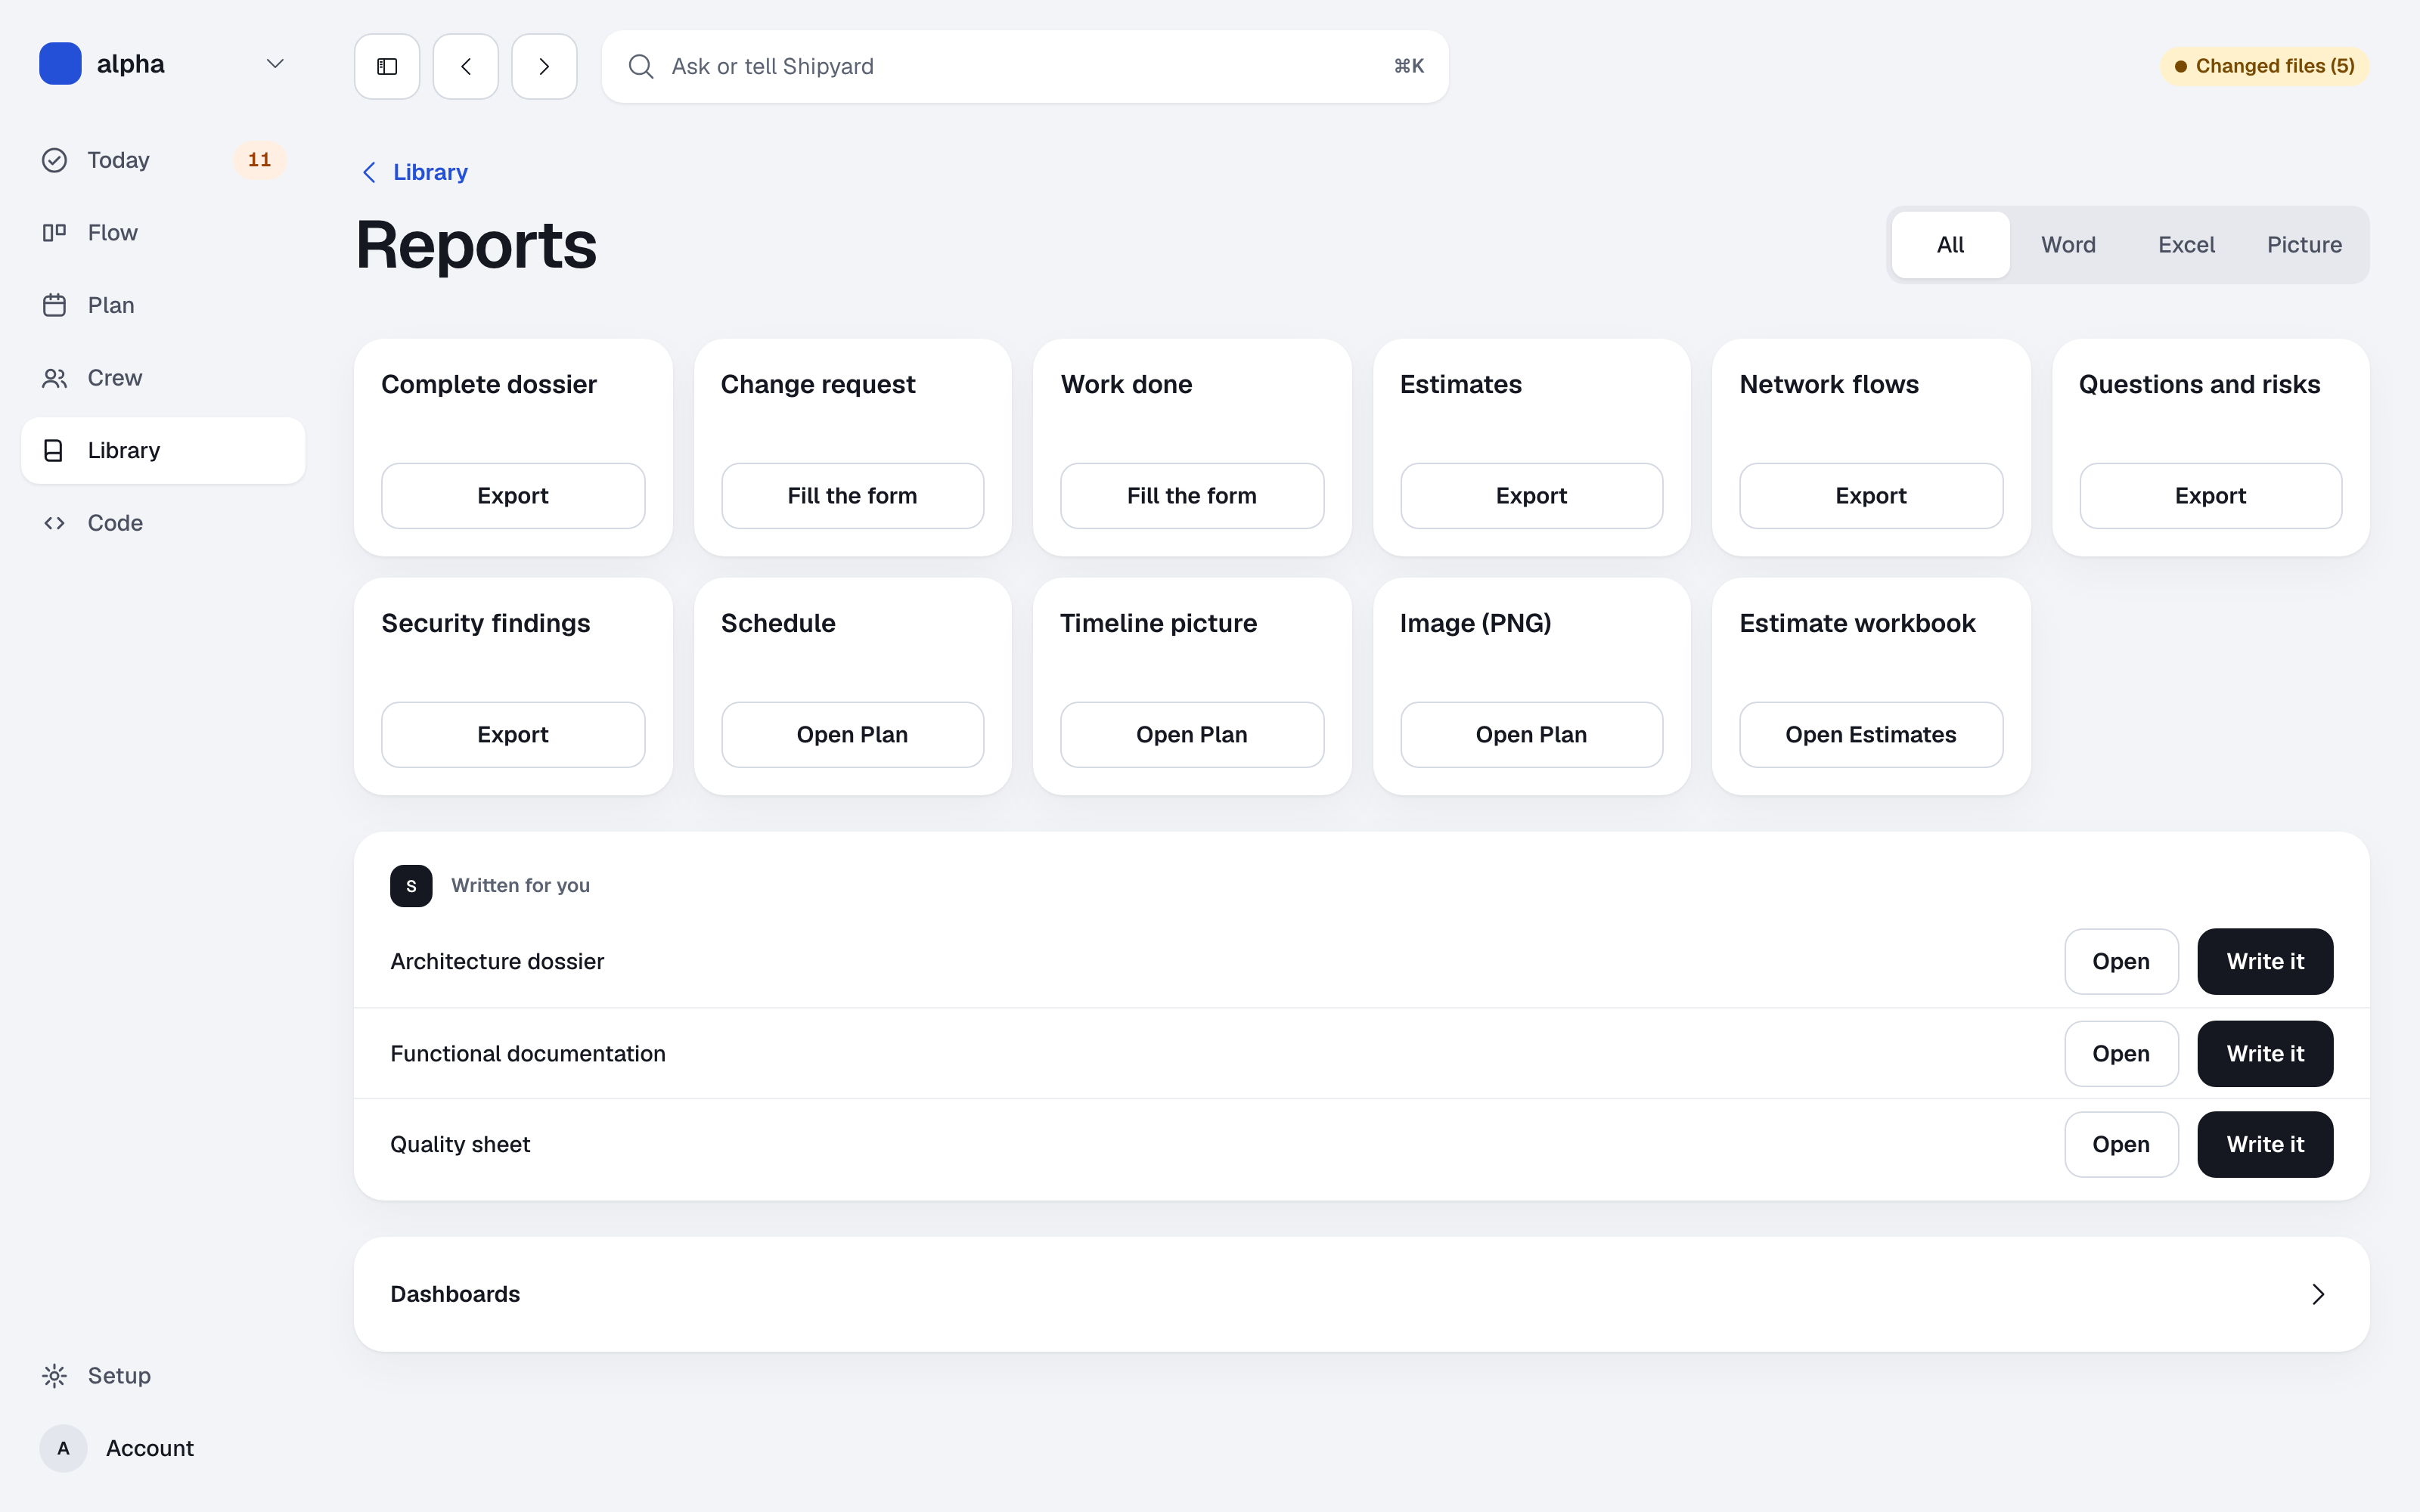 alpha
Ask or tell Shipyard
⌘K
Changed files (5)
Today
11
Flow
Plan
Crew
Library
Code
Setup
A
Account
Library
Reports
All
Word
Excel
Picture
Complete dossier
Export
Change request
Fill the form
Work done
Fill the form
Estimates
Export
Network flows
Export
Questions and risks
Export
Security findings
Export
Schedule
Open Plan
Timeline picture
Open Plan
Image (PNG)
Open Plan
Estimate workbook
Open Estimates
S
Written for you
Architecture dossier
Open
Write it
Functional documentation
Open
Write it
Quality sheet
Open
Write it
Dashboards